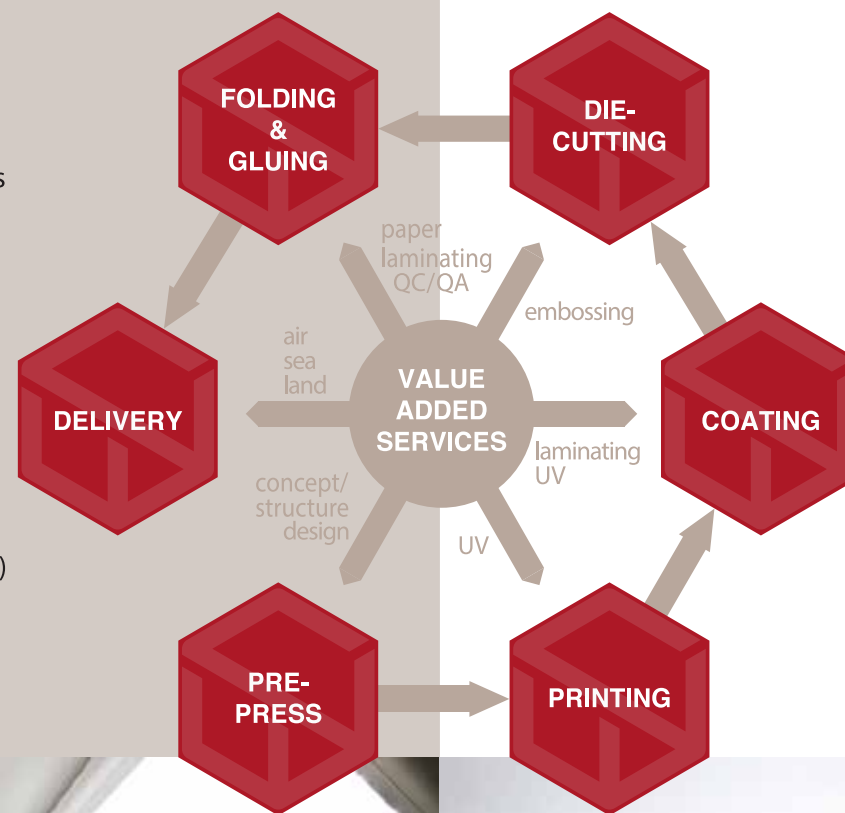 FOLDING
&
GLUING
DIE-
CUTTING
s
paper
laminating
QC/QA
embossing
air
sea
land
VALUE
ADDED
SERVICES
DELIVERY
COATING
laminating
UV
concept/
structure
design
UV
)
PRE-
PRESS
PRINTING